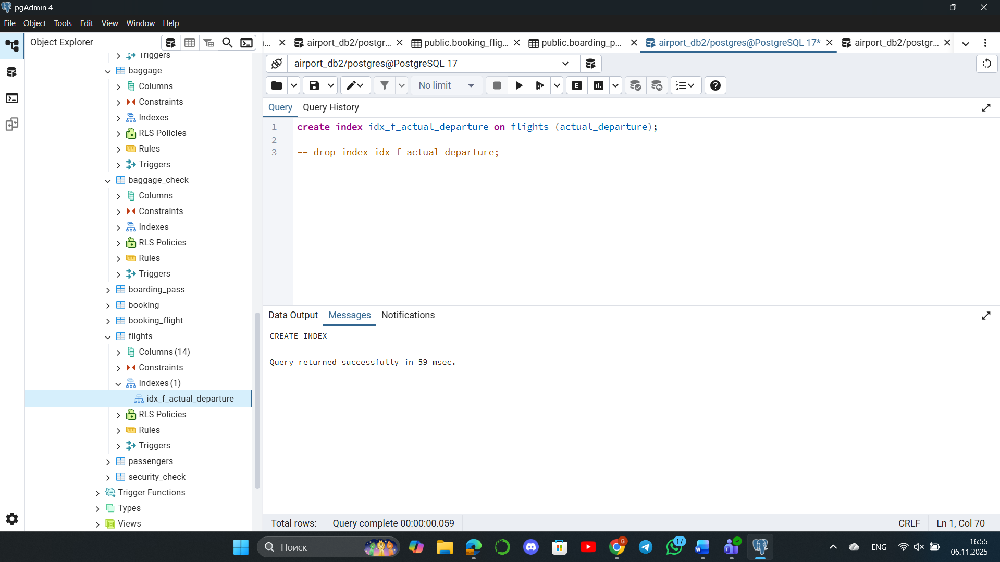 pgAdmin 4
File Object Tools Edit View Window Help
Object Explorer
... airport_db2/postgr... public.booking_flig... public.boarding_p... airport_db2/postgres@PostgreSQL 17* airport_db2/postgr...
airport_db2/postgres@PostgreSQL 17
No limit
E
Query Query History
1 create index idx_f_actual_departure on flights (actual_departure);
2
3 -- drop index idx_f_actual_departure;
Triggers
baggage
Columns
Constraints
Indexes
RLS Policies
Rules
Triggers
baggage_check
Columns
Constraints
Indexes
RLS Policies
Rules
Triggers
boarding_pass
booking
booking_flight
flights
Columns (14)
Constraints
Indexes (1)
idx_f_actual_departure
RLS Policies
Rules
Triggers
passengers
security_check
Trigger Functions
Types
Views
Data Output Messages Notifications
CREATE INDEX
Query returned successfully in 59 msec.
Total rows: Query complete 00:00:00.059 CRLF Ln 1, Col 70
Поиск
G
17
W
T
ENG
16:55
06.11.2025